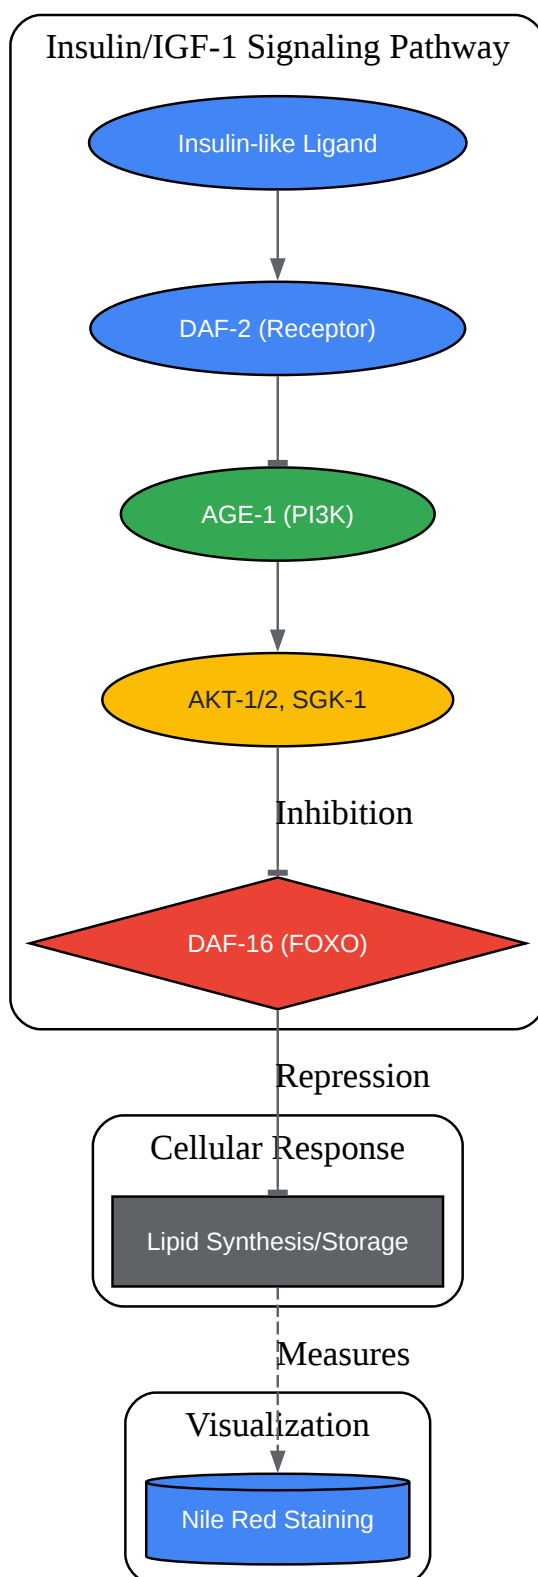 Insulin/IGF-1 Signaling Pathway
Insulin-like Ligand
DAF-2 (Receptor)
AGE-1 (PI3K)
AKT-1/2, SGK-1
Inhibition
DAF-16 (FOXO)
Repression
Cellular Response
Lipid Synthesis/Storage
Measures
Visualization
Nile Red Staining